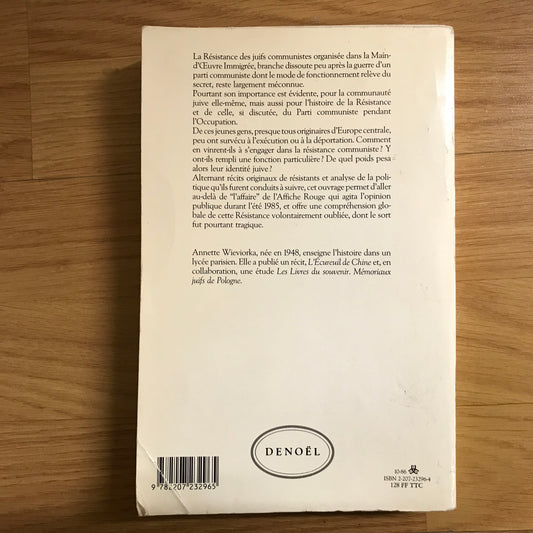 La Résistance des juifs communistes organisée dans la Main-
d'Œuvre Immigrée, branche dissoute peu après la guerre d'un
parti communiste dont le mode de fonctionnement relève du
secret, reste largement méconnue.
Pourtant son importance est évidente, pour la communauté
juive elle-même, mais aussi pour l'histoire de la Résistance
et de celle, si discutée, du Parti communiste pendant
l'Occupation.
De ces jeunes gens, presque tous originaires d'Europe centrale,
peu ont survécu à l'exécution ou à la déportation. Comment
en vinrent-ils à s'engager dans la résistance communiste ? Y
ont-ils rempli une fonction particulière ? De quel poids pesa
alors leur identité juive ?
Alternant récits originaux de résistants et analyse de la poli-
tique qu'ils furent conduits à suivre, cet ouvrage permet d'aller
au-delà de "l'affaire" de l'Affiche Rouge qui agita l'opinion
publique durant l'été 1985, et offre une compréhension glo-
bale de cette Résistance volontairement oubliée, dont le sort
fut pourtant tragique.
Annette Wieviorka, née en 1948, enseigne l'histoire dans un
lycée parisien. Elle a publié un récit, L'Écureuil de Chine et, en
collaboration, une étude Les Livres du souvenir. Mémoriaux
juifs de Pologne.
DENOËL
9 782207 232965
10-86
ISBN 2-207-23296-4
128 FF TTC